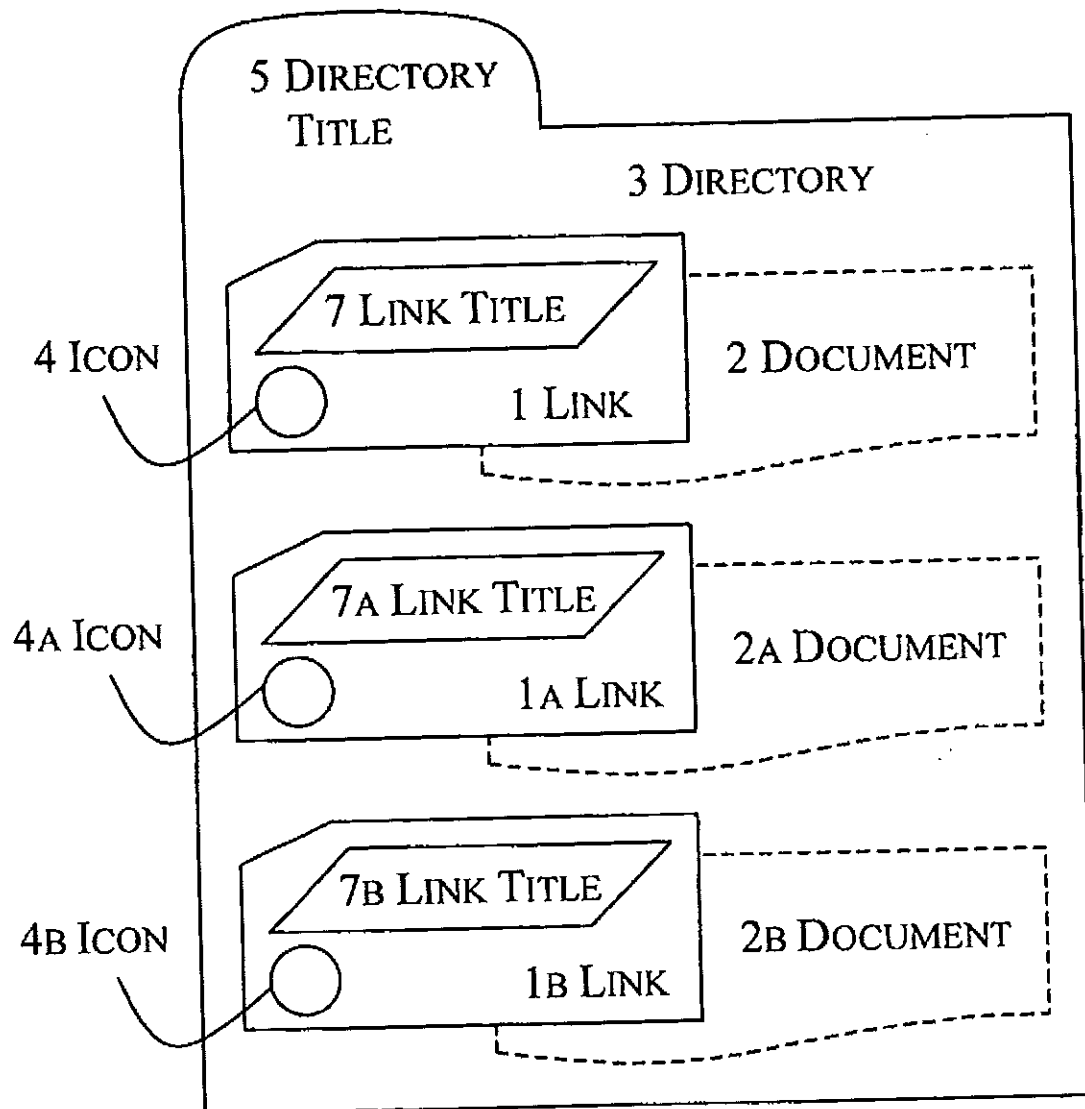 5 DIRECTORY
TITLE
3 DIRECTORY
7 LINK TITLE
4 ICON
1 LINK
2 DOCUMENT
7A LINK TITLE
4A ICON
1A LINK
2A DOCUMENT
7B LINK TITLE
4B ICON
1B LINK
2B DOCUMENT